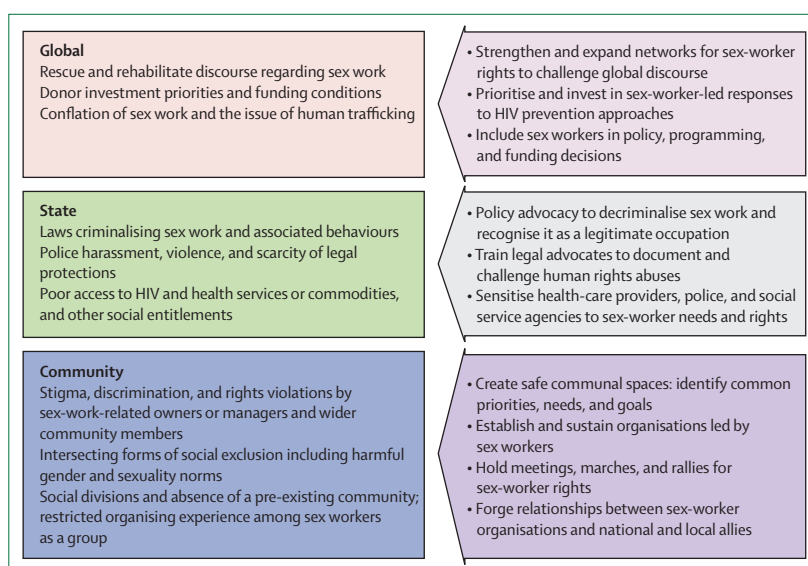 Global
Rescue and rehabilitate discourse regarding sex work
Donor investment priorities and funding conditions
Conflation of sex work and the issue of human trafficking
• Strengthen and expand networks for sex-worker
rights to challenge global discourse
• Prioritise and invest in sex-worker-led responses
to HIV prevention approaches
• Include sex workers in policy, programming,
and funding decisions
State
Laws criminalising sex work and associated behaviours
Police harassment, violence, and scarcity of legal
protections
Poor access to HIV and health services or commodities,
and other social entitlements
• Policy advocacy to decriminalise sex work and
recognise it as a legitimate occupation
• Train legal advocates to document and
challenge human rights abuses
• Sensitise health-care providers, police, and social
service agencies to sex-worker needs and rights
Community
Stigma, discrimination, and rights violations by
sex-work-related owners or managers and wider
community members
Intersecting forms of social exclusion including harmful
gender and sexuality norms
Social divisions and absence of a pre-existing community;
restricted organising experience among sex workers
as a group
• Create safe communal spaces: identify common
priorities, needs, and goals
• Establish and sustain organisations led by
sex workers
• Hold meetings, marches, and rallies for
sex-worker rights
• Forge relationships between sex-worker
organisations and national and local allies